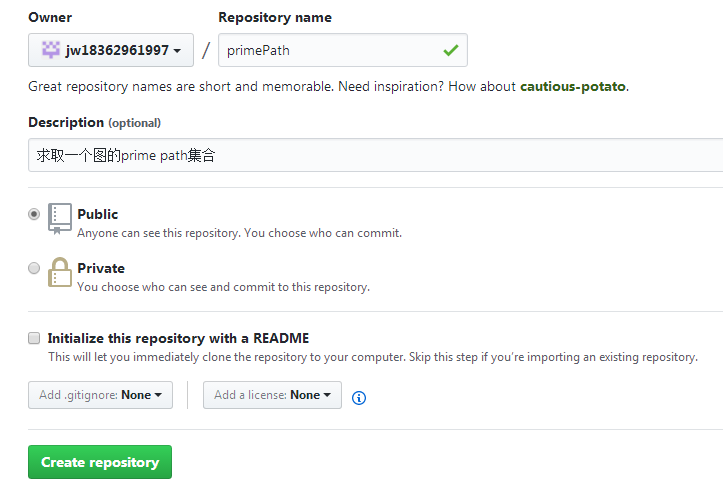 Owner Repository name
jw18362961997 / primePath
Great repository names are short and memorable. Need inspiration? How about cautious-potato.
Description (optional)
求取一个图的prime path集合
Public
Anyone can see this repository. You choose who can commit.
Private
You choose who can see and commit to this repository.
Initialize this repository with a README
This will let you immediately clone the repository to your computer. Skip this step if you’re importing an existing repository.
Add .gitignore: None Add a license: None
Create repository